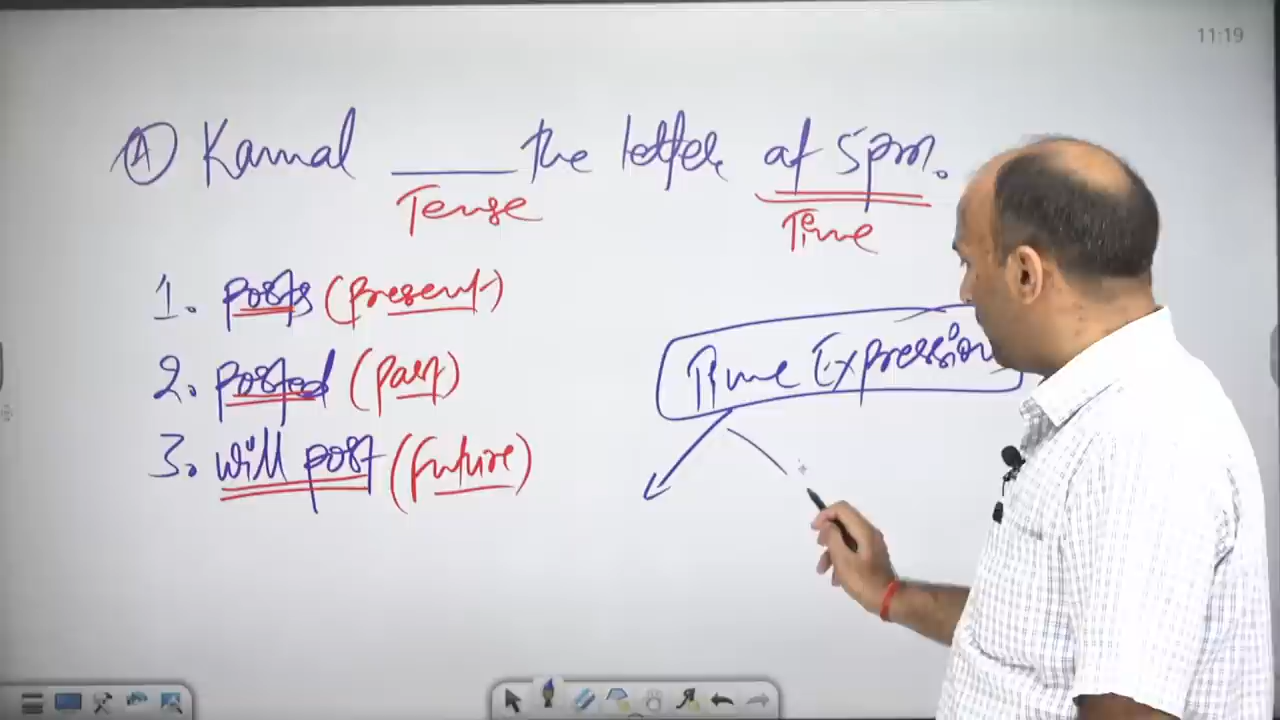 11:19
(A) Kamal ____ the letter at 5pm.
Tense
Time
1. posts (present)
2. posted (past)
3. will post (future)
Time Expression